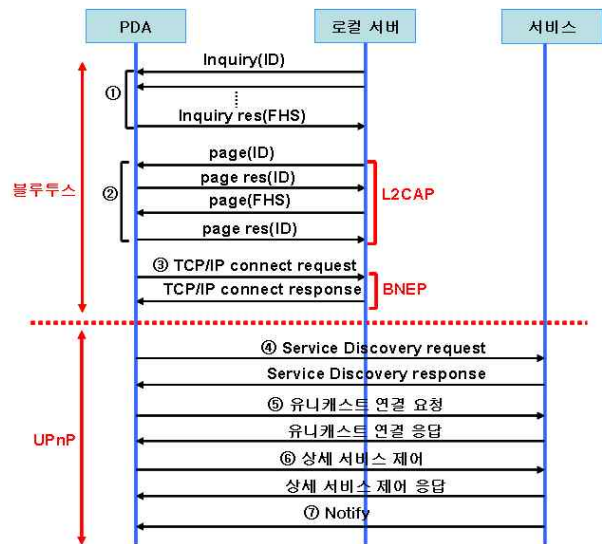 PDA
로컬 서버
서비스
Inquiry(ID)
①
Inquiry res(FHS)
page(ID)
②
page res(ID)
L2CAP
page(FHS)
page res(ID)
블루투스
③ TCP/IP connect request
TCP/IP connect response
BNEP
④ Service Discovery request
Service Discovery response
⑤ 유니캐스트 연결 요청
유니캐스트 연결 응답
UPnP
⑥ 상세 서비스 제어
상세 서비스 제어 응답
⑦ Notify